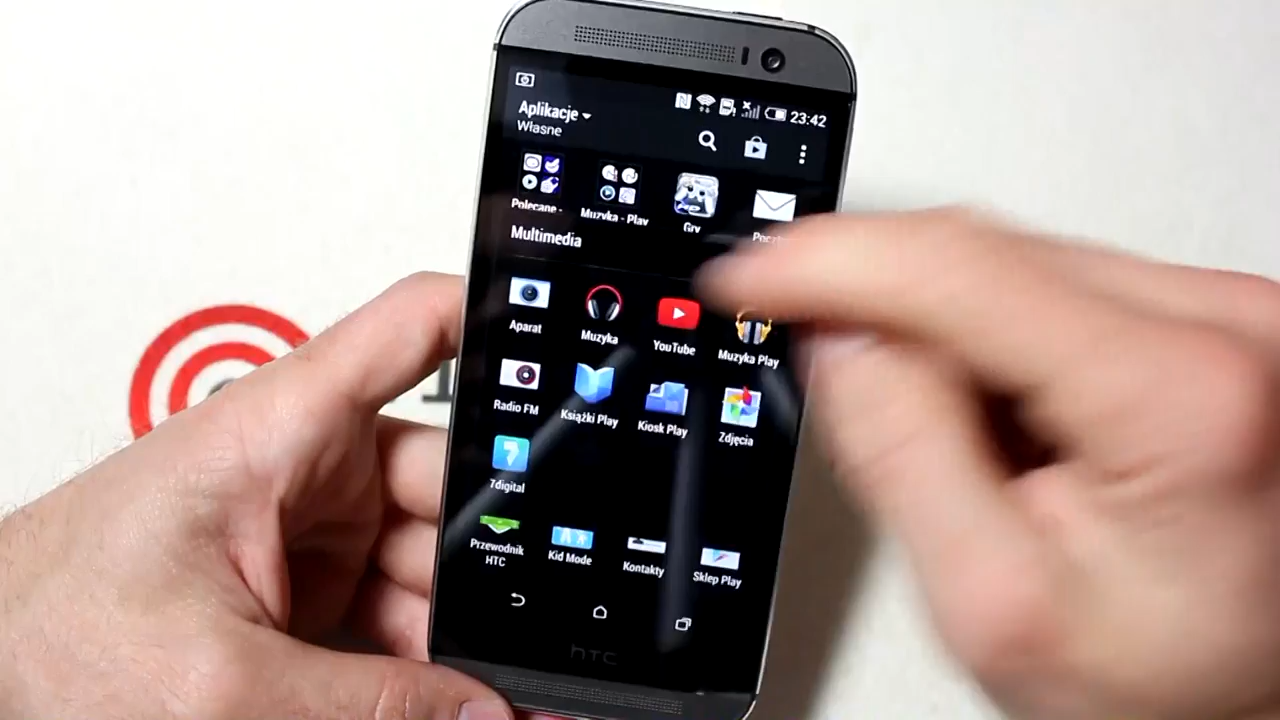 23:42
Aplikacje
Własne
Polecane -
Muzyka - Play
Gry
Poczta
Multimedia
Aparat
Muzyka
YouTube
Muzyka Play
Radio FM
Książki Play
Kiosk Play
Zdjęcia
7digital
Przewodnik
HTC
Kid Mode
Kontakty
Sklep Play
hTC